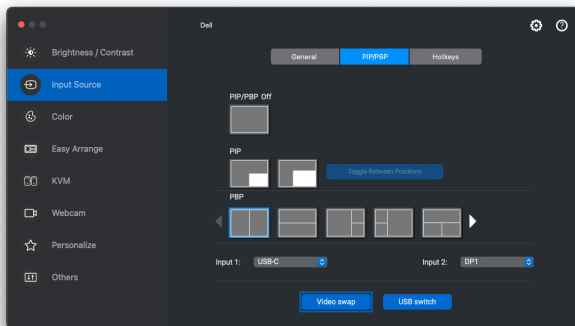 Dell
Brightness / Contrast
General PIP/PBP Hotkeys
Input Source
PIP/PBP Off
Color
Easy Arrange
PIP
Toggle Between Positions
KVM
PBP
Webcam
Personalize
Input 1: USB-C Input 2: DP1
Others
Video swap USB switch